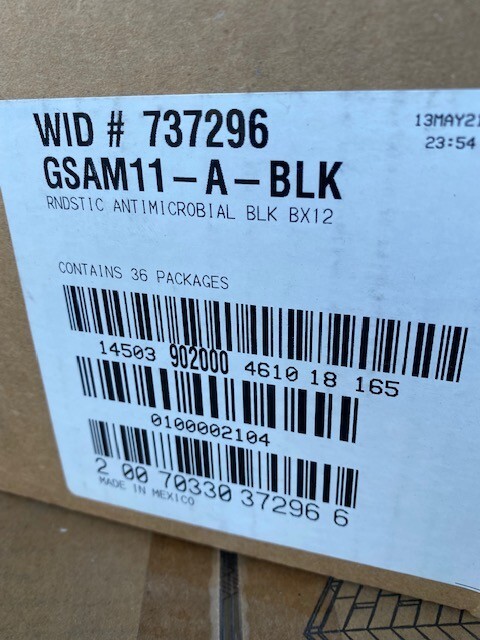 WID # 737296
13MAY21
23:54
GSAM11-A-BLK
RNDSTIC ANTIMICROBIAL BLK BX12
CONTAINS 36 PACKAGES
14503 902000 4610 18 165
0100002104
2 00 70330 37296 6
MADE IN MEXICO